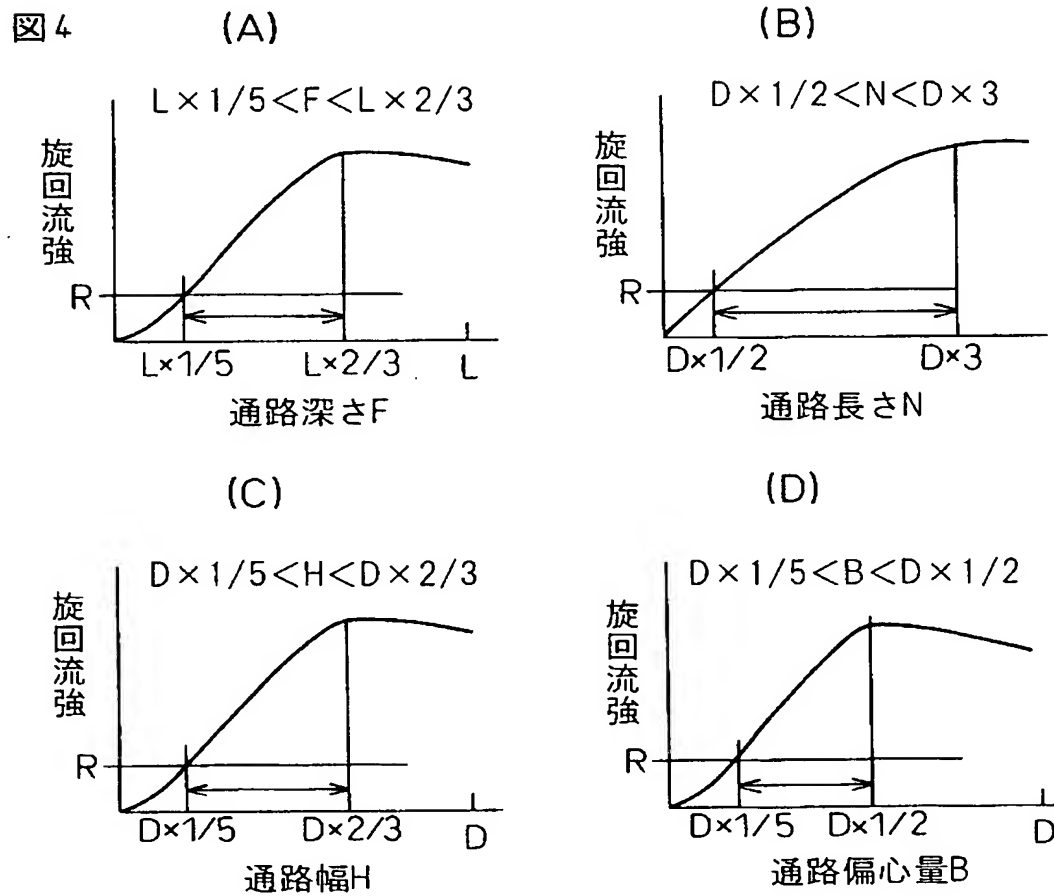 図4
(A)
L×1/5<F<L×2/3
旋回流強
R
L×1/5
L×2/3
L
通路深さF
(B)
D×1/2<N<D×3
旋回流強
R
D×1/2
D×3
通路長さN
(C)
D×1/5<H<D×2/3
旋回流強
R
D×1/5
D×2/3
D
通路幅H
(D)
D×1/5<B<D×1/2
旋回流強
R
D×1/5
D×1/2
D
通路偏心量B